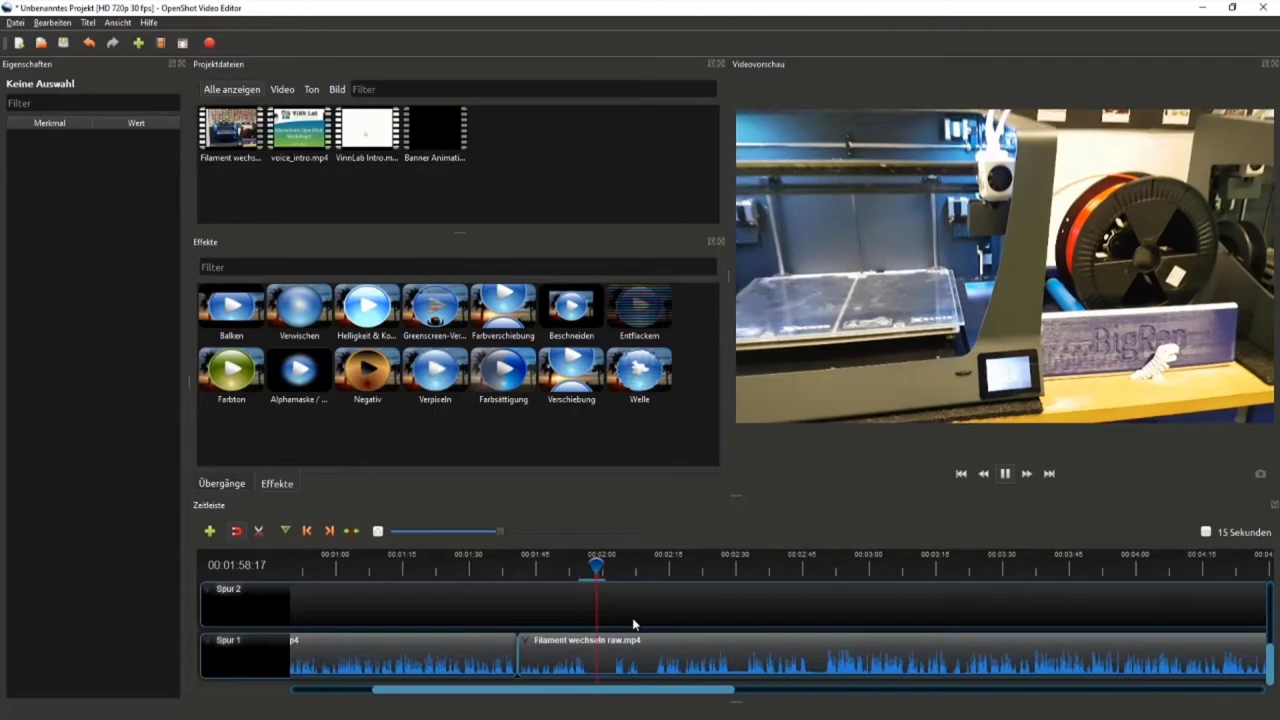 * Unbenanntes Projekt [HD 720p 30 fps] - OpenShot Video Editor
Datei Bearbeiten Titel Ansicht Hilfe
Eigenschaften
Keine Auswahl
Filter
Merkmal Wert
Projektdateien
Alle anzeigen Video Ton Bild Filter
Filament wechs... voice_intro.mp4 VinnLab Intro.m... Banner Animati...
Effekte
Filter
Balken Verwischen Helligkeit & Ko... Greenscreen-Ver... Farbverschiebung Beschneiden Entflackern
Farbton Alphamaske / ... Negativ Verpixeln Farbsättigung Verschiebung Welle
Übergänge Effekte
Videovorschau
BigRep
Zeitleiste
15 Sekunden
00:01:58:17
00:01:00 00:01:15 00:01:30 00:01:45 00:02:00 00:02:15 00:02:30 00:02:45 00:03:00 00:03:15 00:03:30 00:03:45 00:04:00 00:04:15 00:04
Spur 2
Spur 1 p4 Filament wechseln raw.mp4